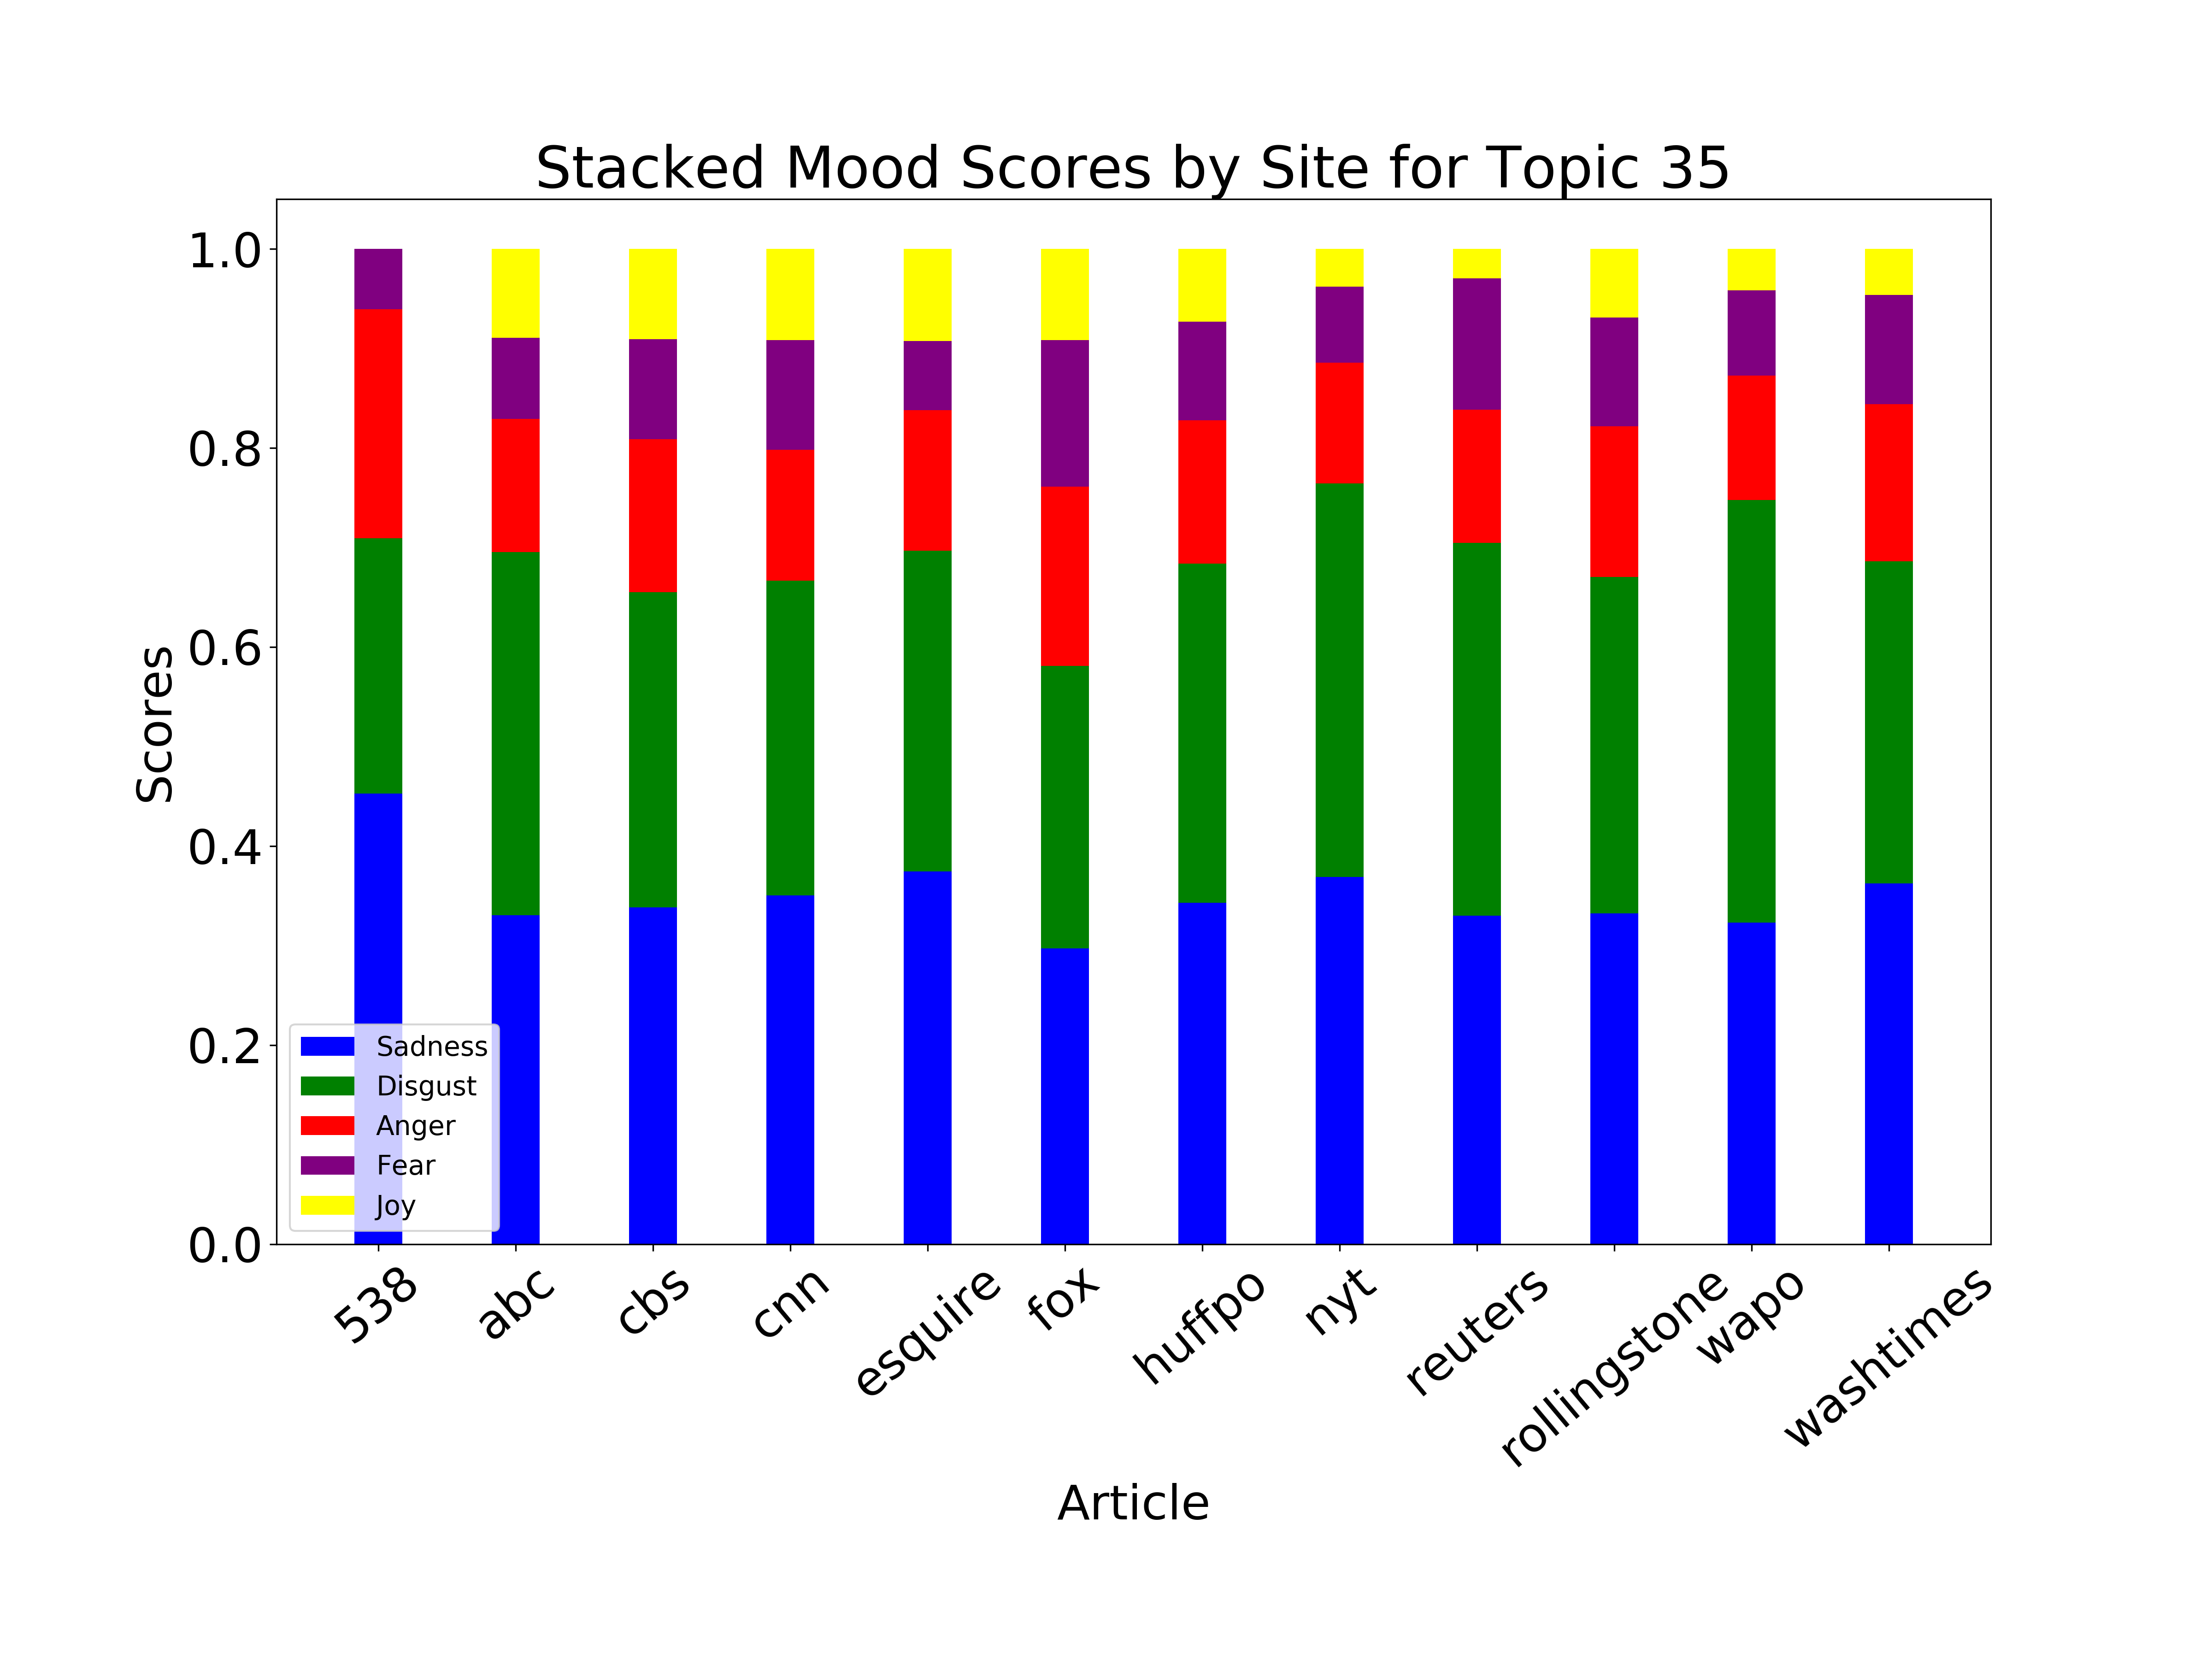 Stacked Mood Scores by Site for Topic 35
1.0
0.8
0.6
0.4
0.2
0.0
Scores
Sadness
Disgust
Anger
Fear
Joy
538
abc
cbs
cnn
esquire
fox
huffpo
nyt
reuters
rollingstone
wapo
washtimes
Article